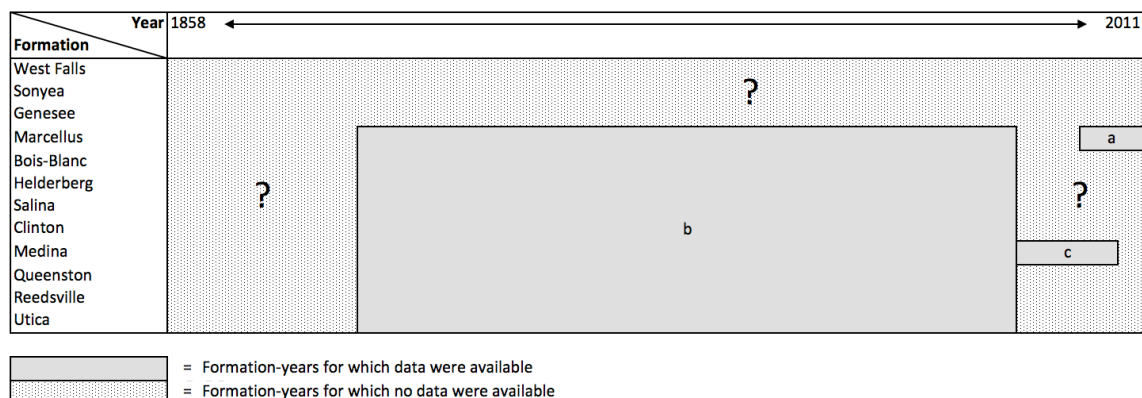 Year 1858 2011
Formation
West Falls
Sonyea
?
Genesee
Marcellus a
Bois-Blanc
Helderberg
? ?
Salina
Clinton b
Medina c
Queenston
Reedsville
Utica
= Formation-years for which data were available
= Formation-years for which no data were available